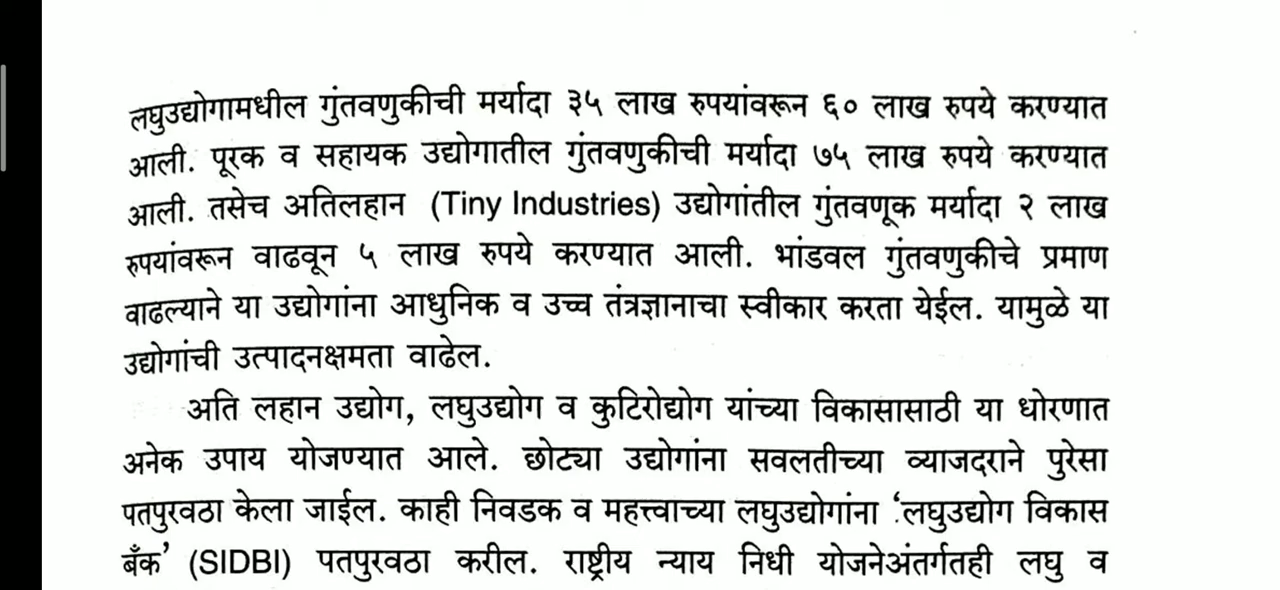 लघुउद्योगामधील गुंतवणुकीची मर्यादा ३५ लाख रुपयांवरून ६० लाख रुपये करण्यात
आली. पूरक व सहायक उद्योगातील गुंतवणुकीची मर्यादा ७५ लाख रुपये करण्यात
आली. तसेच अतिलहान (Tiny Industries) उद्योगांतील गुंतवणूक मर्यादा २ लाख
रुपयांवरून वाढवून ५ लाख रुपये करण्यात आली. भांडवल गुंतवणुकीचे प्रमाण
वाढल्याने या उद्योगांना आधुनिक व उच्च तंत्रज्ञानाचा स्वीकार करता येईल. यामुळे या
उद्योगांची उत्पादनक्षमता वाढेल.
अति लहान उद्योग, लघुउद्योग व कुटिरोद्योग यांच्या विकासासाठी या धोरणात
अनेक उपाय योजण्यात आले. छोट्या उद्योगांना सवलतीच्या व्याजदराने पुरेसा
पतपुरवठा केला जाईल. काही निवडक व महत्त्वाच्या लघुउद्योगांना ‘लघुउद्योग विकास
बँक’ (SIDBI) पतपुरवठा करील. राष्ट्रीय न्याय निधी योजनेअंतर्गतही लघु व